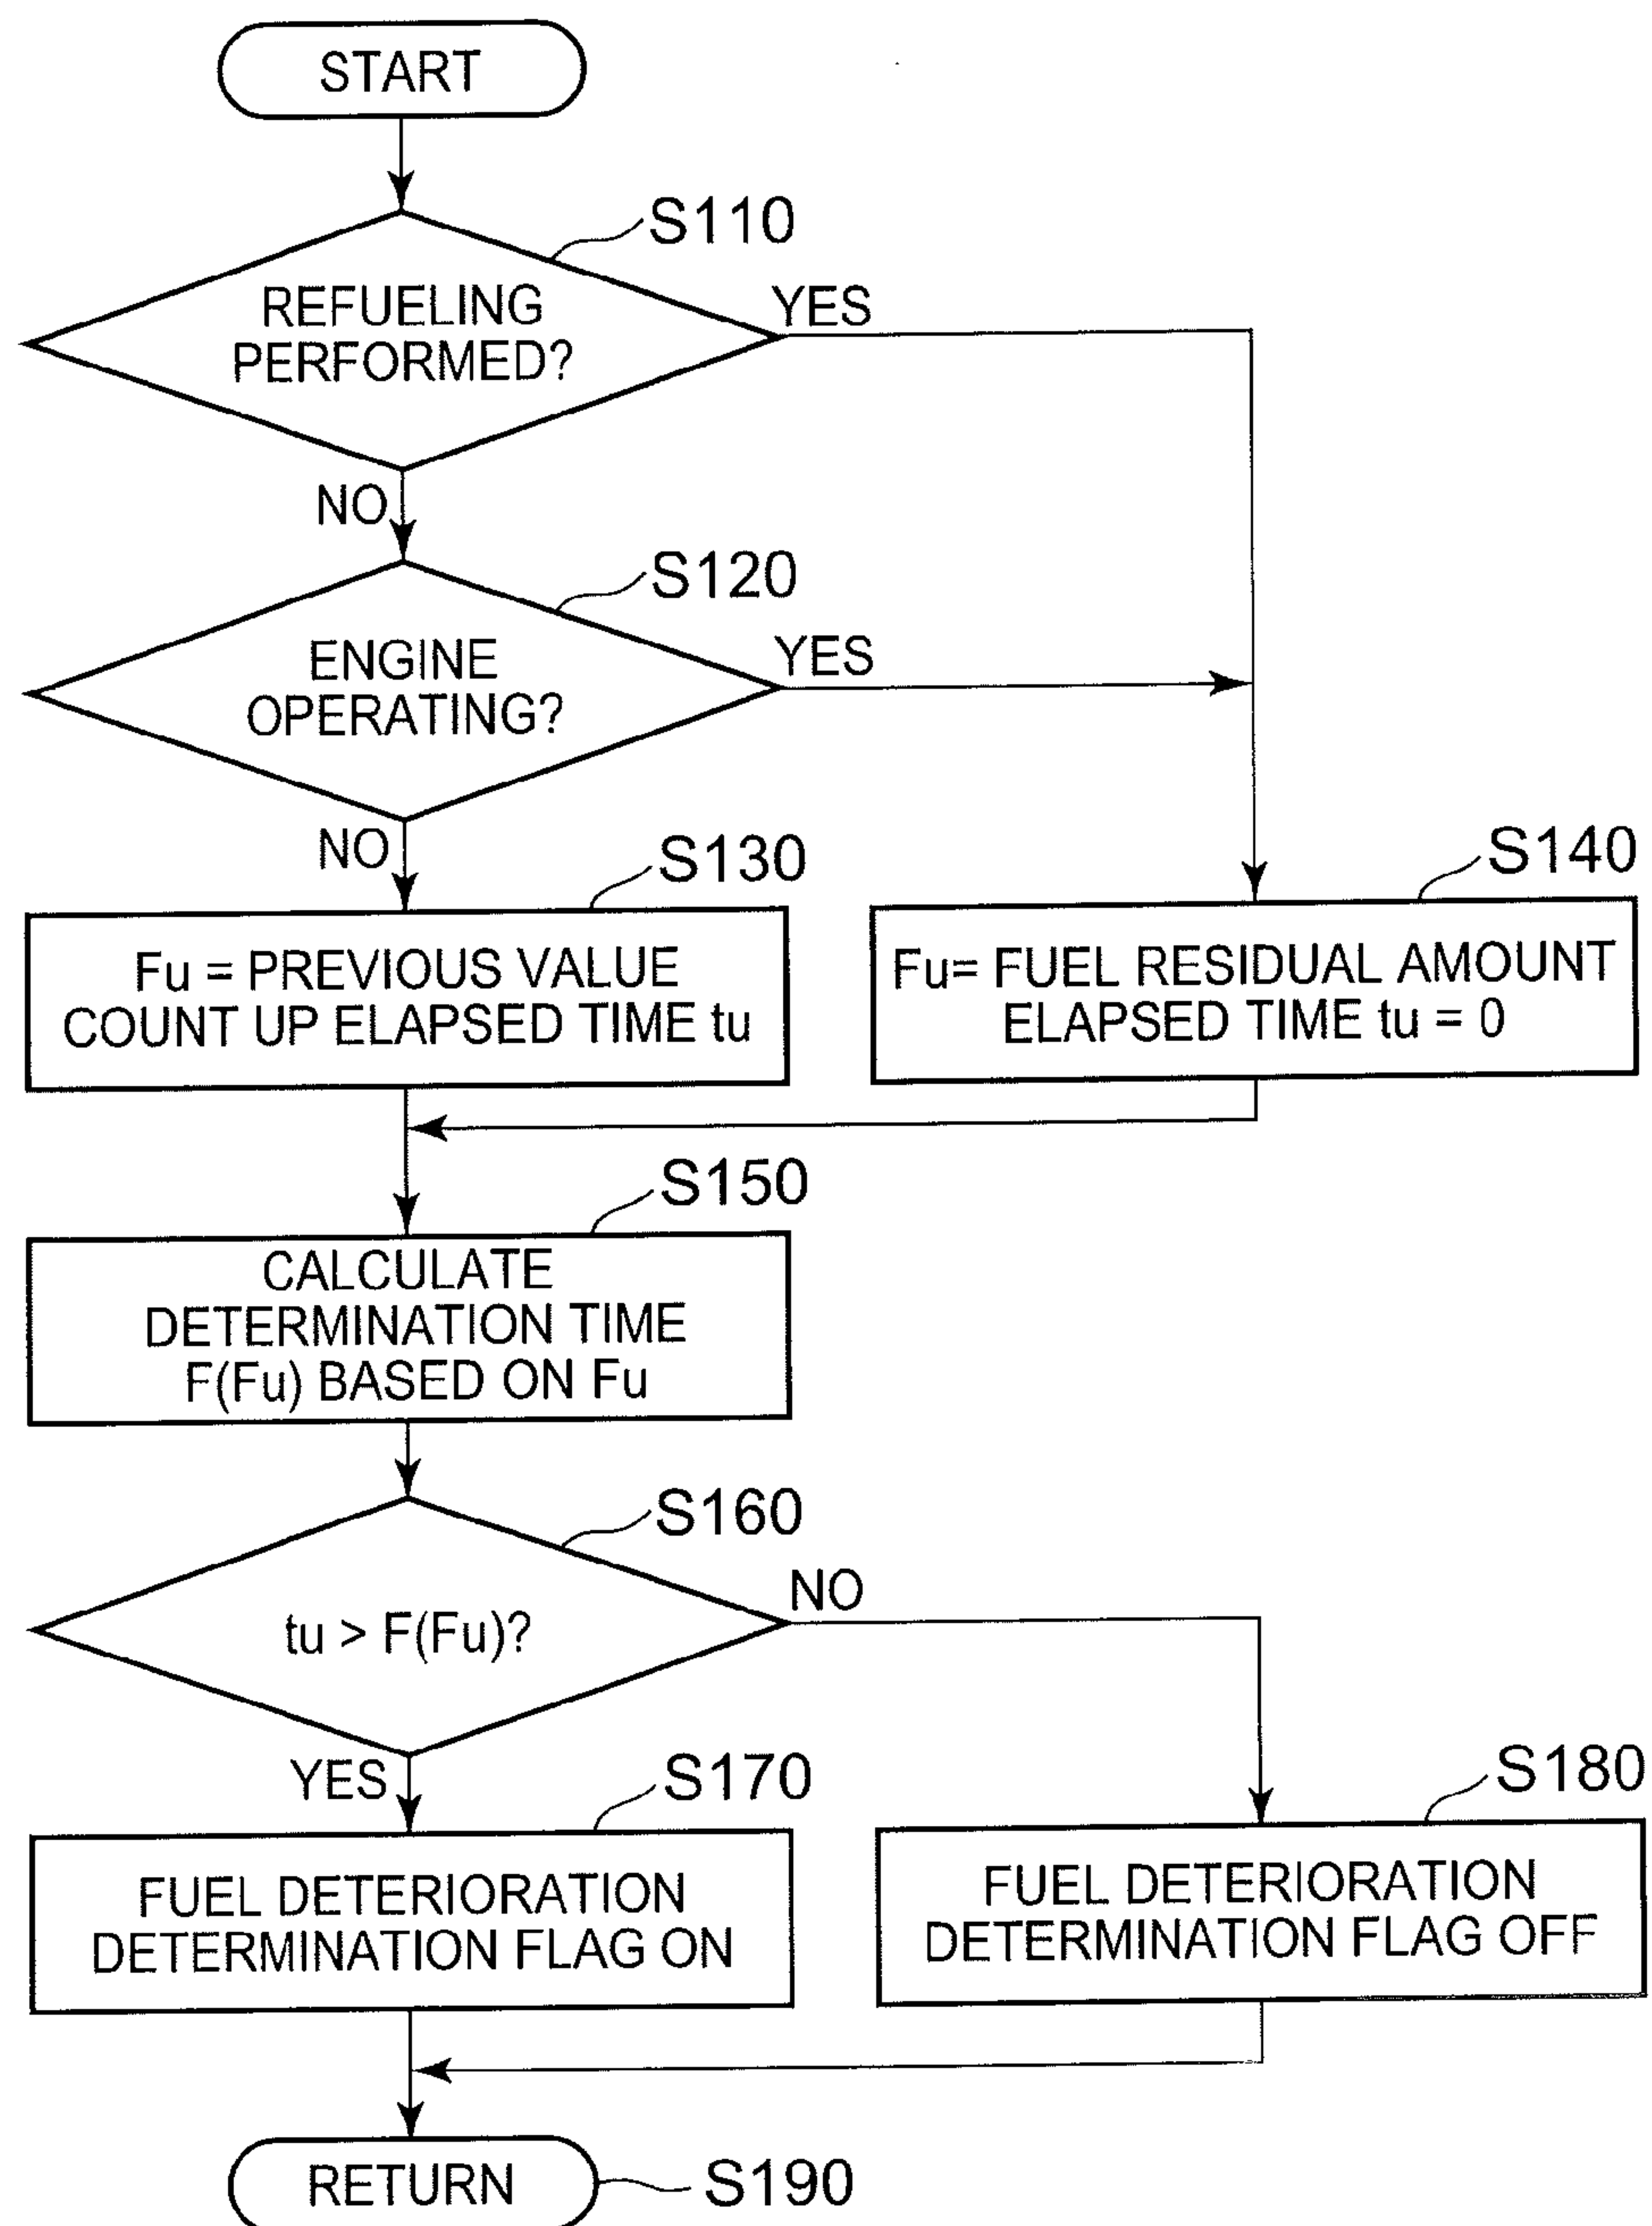 START
S110
REFUELING
PERFORMED?
YES
NO
S120
ENGINE
OPERATING?
YES
NO
S130
Fu = PREVIOUS VALUE
COUNT UP ELAPSED TIME tu
S140
Fu= FUEL RESIDUAL AMOUNT
ELAPSED TIME tu = 0
S150
CALCULATE
DETERMINATION TIME
F(Fu) BASED ON Fu
S160
tu > F(Fu)?
NO
YES
S170
FUEL DETERIORATION
DETERMINATION FLAG ON
S180
FUEL DETERIORATION
DETERMINATION FLAG OFF
RETURN
S190